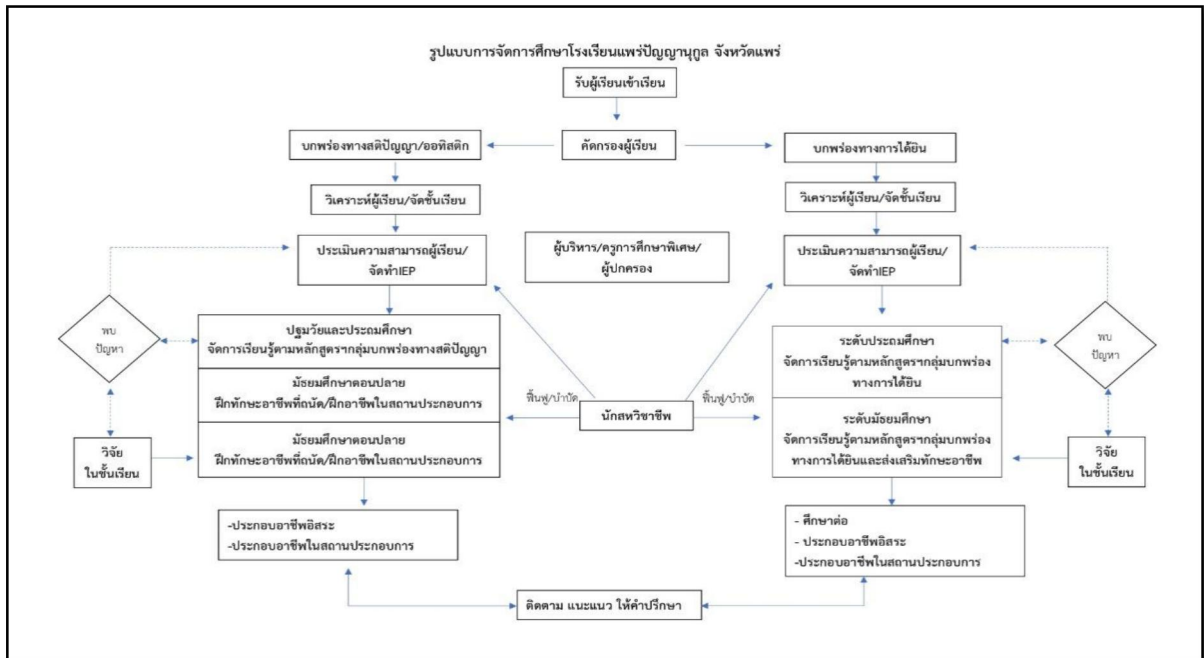 รูปแบบการจัดการศึกษาโรงเรียนแพร่ปัญญานุกูล จังหวัดแพร่
รับผู้เรียนเข้าเรียน
บกพร่องทางสติปัญญา/ออทิสติก
คัดกรองผู้เรียน
บกพร่องทางการได้ยิน
วิเคราะห์ผู้เรียน/จัดชั้นเรียน
วิเคราะห์ผู้เรียน/จัดชั้นเรียน
ประเมินความสามารถผู้เรียน/
จัดทำIEP
ผู้บริหาร/ครูการศึกษาพิเศษ/
ผู้ปกครอง
ประเมินความสามารถผู้เรียน/
จัดทำIEP
พบ
ปัญหา
ปฐมวัยและประถมศึกษา
จัดการเรียนรู้ตามหลักสูตรฯกลุ่มบกพร่องทางสติปัญญา
ระดับประถมศึกษา
จัดการเรียนรู้ตามหลักสูตรฯกลุ่มบกพร่อง
ทางการได้ยิน
พบ
ปัญหา
มัธยมศึกษาตอนปลาย
ฝึกทักษะอาชีพที่ถนัด/ฝึกอาชีพในสถานประกอบการ
ฟื้นฟู/บำบัด
นักสหวิชาชีพ
ฟื้นฟู/บำบัด
มัธยมศึกษาตอนปลาย
ฝึกทักษะอาชีพที่ถนัด/ฝึกอาชีพในสถานประกอบการ
ระดับมัธยมศึกษา
จัดการเรียนรู้ตามหลักสูตรฯกลุ่มบกพร่อง
ทางการได้ยินและส่งเสริมทักษะอาชีพ
วิจัย
ในชั้นเรียน
วิจัย
ในชั้นเรียน
-ประกอบอาชีพอิสระ
-ประกอบอาชีพในสถานประกอบการ
- ศึกษาต่อ
- ประกอบอาชีพอิสระ
-ประกอบอาชีพในสถานประกอบการ
ติดตาม แนะแนว ให้คำปรึกษา